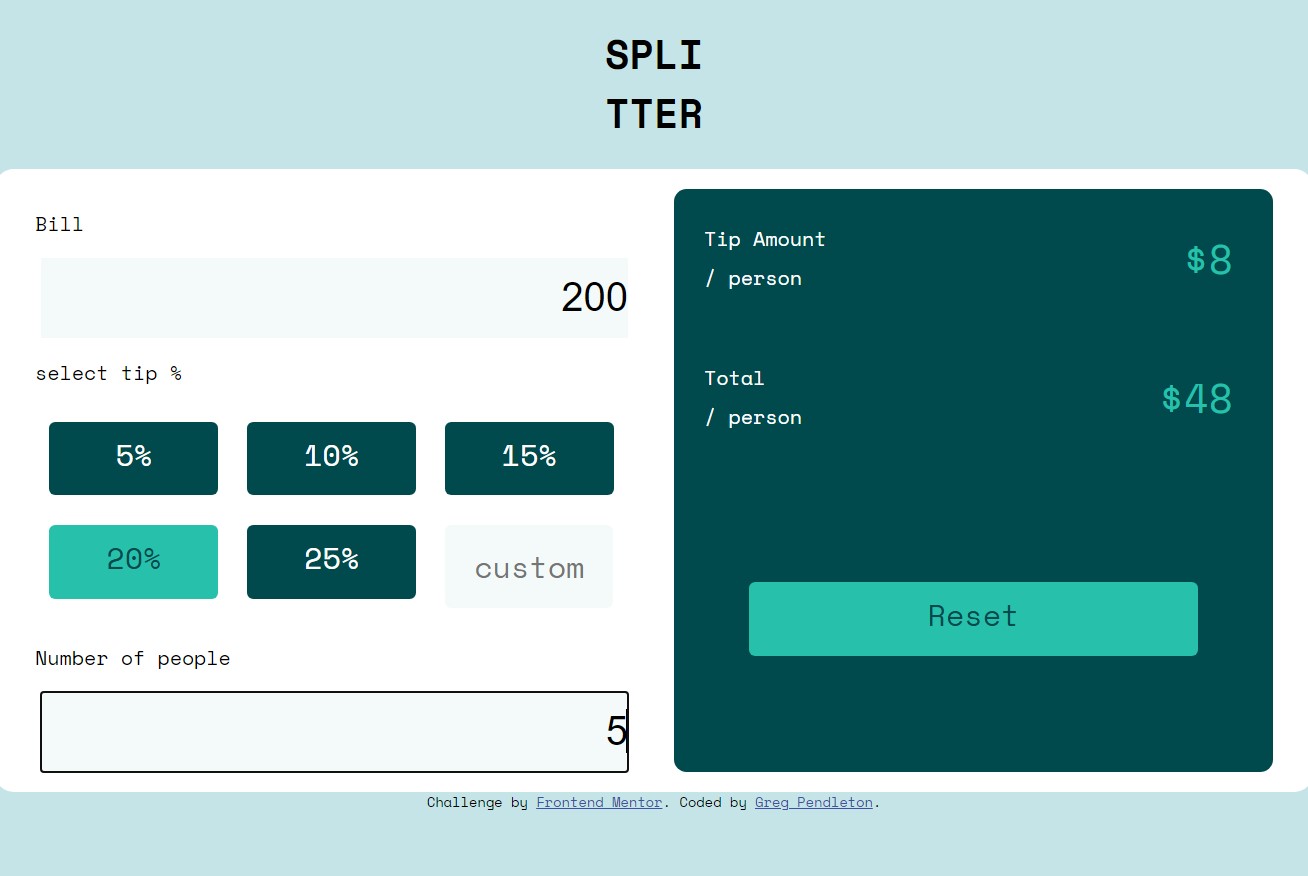 SPLI
TTER
Bill
200
select tip %
5% 10% 15%
20% 25% custom
Number of people
5
Tip Amount
/ person
$8
Total
/ person
$48
Reset
Challenge by Frontend Mentor. Coded by Greg Pendleton.